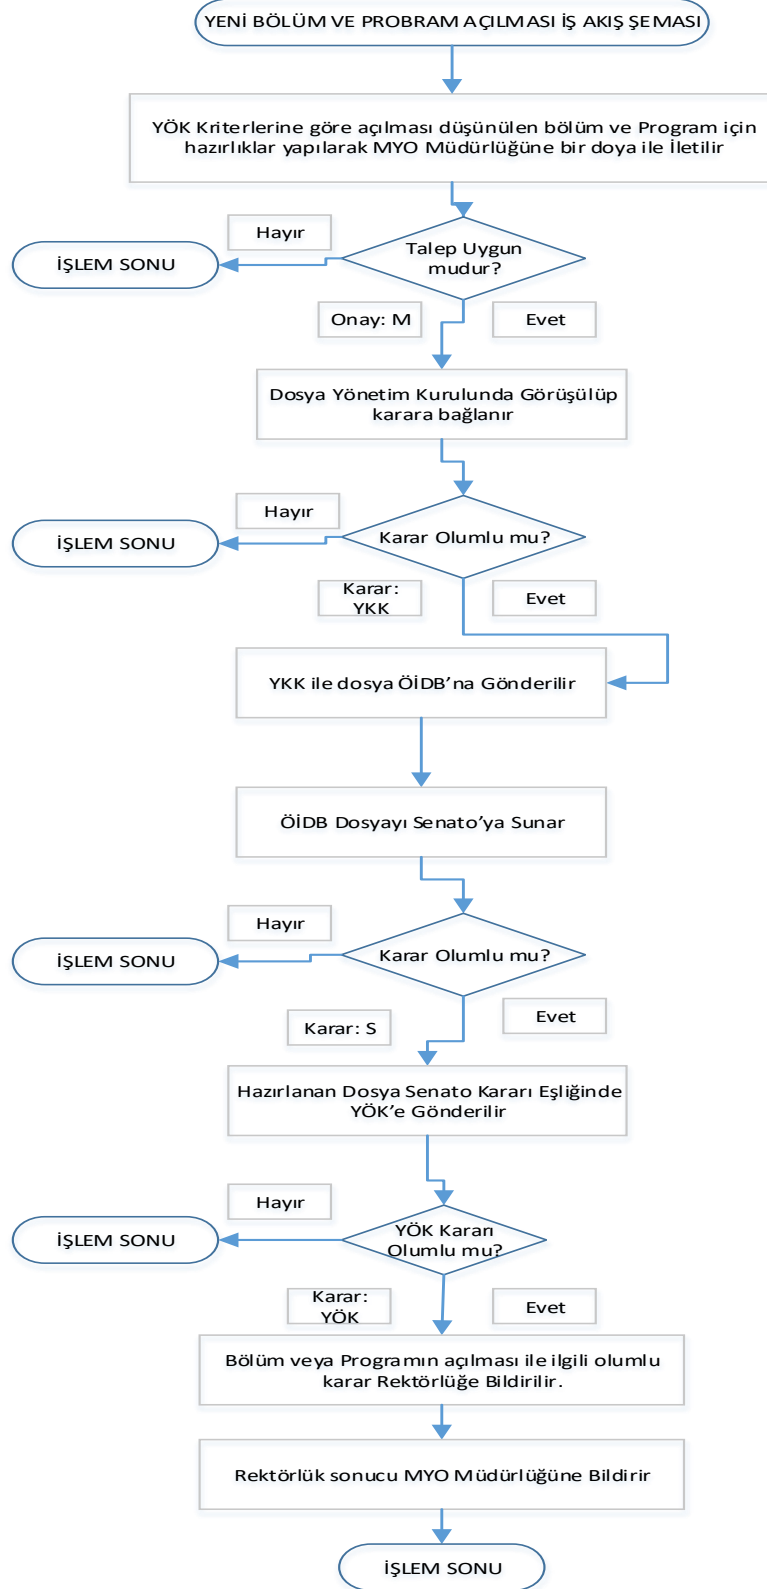 YENİ BÖLÜM VE PROBRAM AÇILMASI İŞ AKIŞ ŞEMASI
YÖK Kriterlerine göre açılması düşünülen bölüm ve Program için
hazırlıklar yapılarak MYO Müdürlüğüne bir doya ile İletilir
Hayır
Talep Uygun
mudur?
İŞLEM SONU
Onay: M
Evet
Dosya Yönetim Kurulunda Görüşülüp
karara bağlanır
Hayır
Karar Olumlu mu?
İŞLEM SONU
Karar:
YKK
Evet
YKK ile dosya ÖİDB’na Gönderilir
ÖİDB Dosyayı Senato’ya Sunar
Hayır
Karar Olumlu mu?
İŞLEM SONU
Karar: S
Evet
Hazırlanan Dosya Senato Kararı Eşliğinde
YÖK’e Gönderilir
Hayır
YÖK Kararı
Olumlu mu?
İŞLEM SONU
Karar:
YÖK
Evet
Bölüm veya Programın açılması ile ilgili olumlu
karar Rektörlüğe Bildirilir.
Rektörlük sonucu MYO Müdürlüğüne Bildirir
İŞLEM SONU